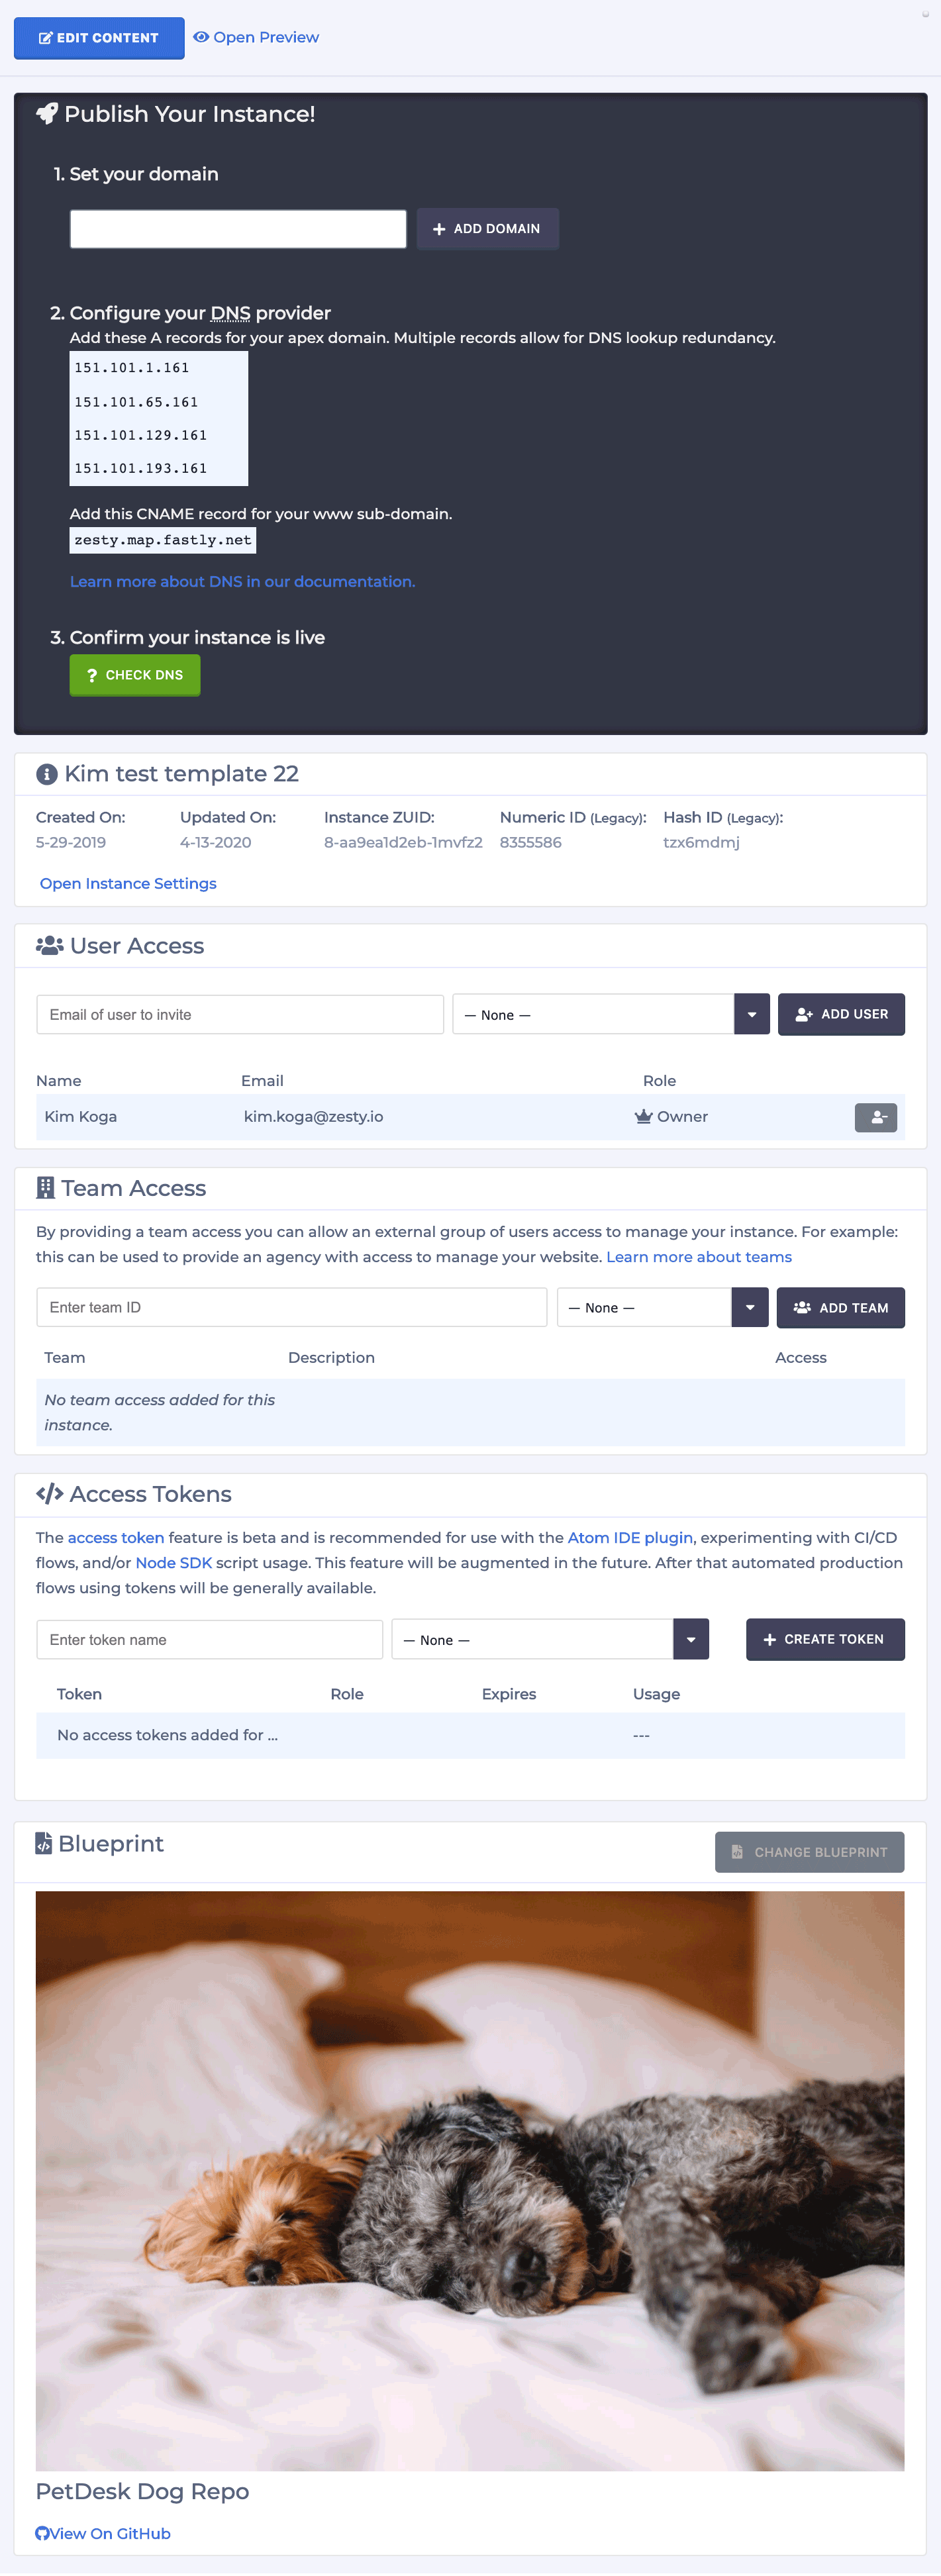 EDIT CONTENT
Open Preview
Publish Your Instance!
1. Set your domain
ADD DOMAIN
2. Configure your DNS provider
Add these A records for your apex domain. Multiple records allow for DNS lookup redundancy.
151.101.1.161
151.101.65.161
151.101.129.161
151.101.193.161
Add this CNAME record for your www sub-domain.
zesty.map.fastly.net
Learn more about DNS in our documentation.
3. Confirm your instance is live
CHECK DNS
Kim test template 22
Created On: Updated On: Instance ZUID: Numeric ID (Legacy): Hash ID (Legacy):
5-29-2019 4-13-2020 8-aa9ea1d2eb-1mvfz2 8355586 tzx6mdmj
Open Instance Settings
User Access
Email of user to invite — None — ADD USER
Name Email Role
Kim Koga kim.koga@zesty.io Owner
Team Access
By providing a team access you can allow an external group of users access to manage your instance. For example:
this can be used to provide an agency with access to manage your website. Learn more about teams
Enter team ID — None — ADD TEAM
Team Description Access
No team access added for this
instance.
Access Tokens
The access token feature is beta and is recommended for use with the Atom IDE plugin, experimenting with CI/CD
flows, and/or Node SDK script usage. This feature will be augmented in the future. After that automated production
flows using tokens will be generally available.
Enter token name — None — CREATE TOKEN
Token Role Expires Usage
No access tokens added for ... ---
Blueprint
CHANGE BLUEPRINT
PetDesk Dog Repo
View On GitHub